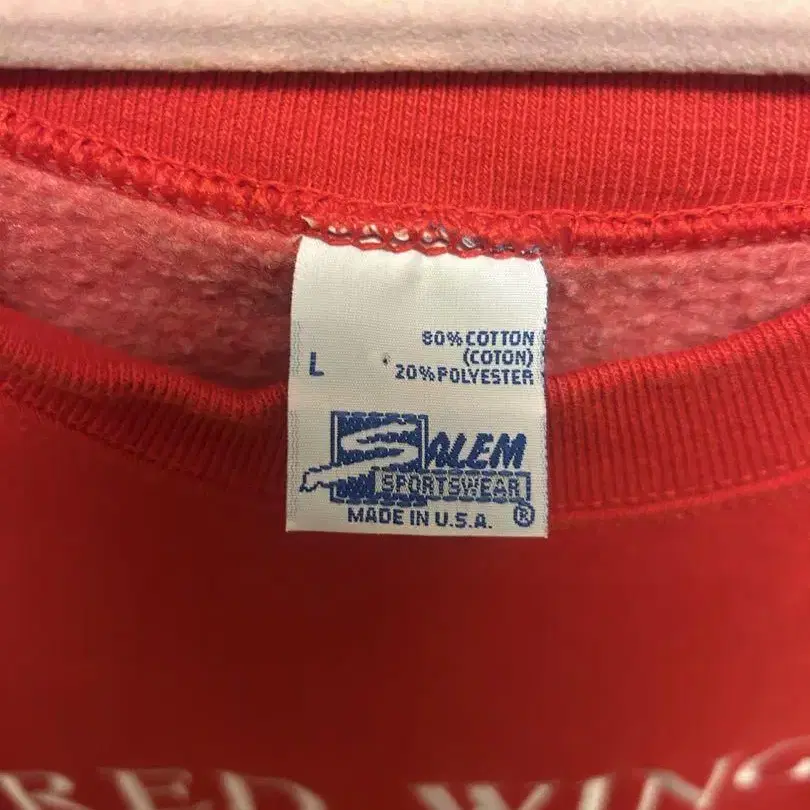 80% COTTON
(COTON)
L 20% POLYESTER
SALEM
SPORTSWEAR
MADE IN U.S.A. ®
RED WING